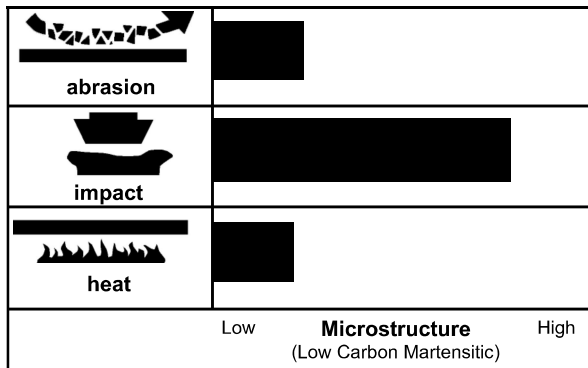 abrasion
impact
heat
Low Microstructure High
(Low Carbon Martensitic)